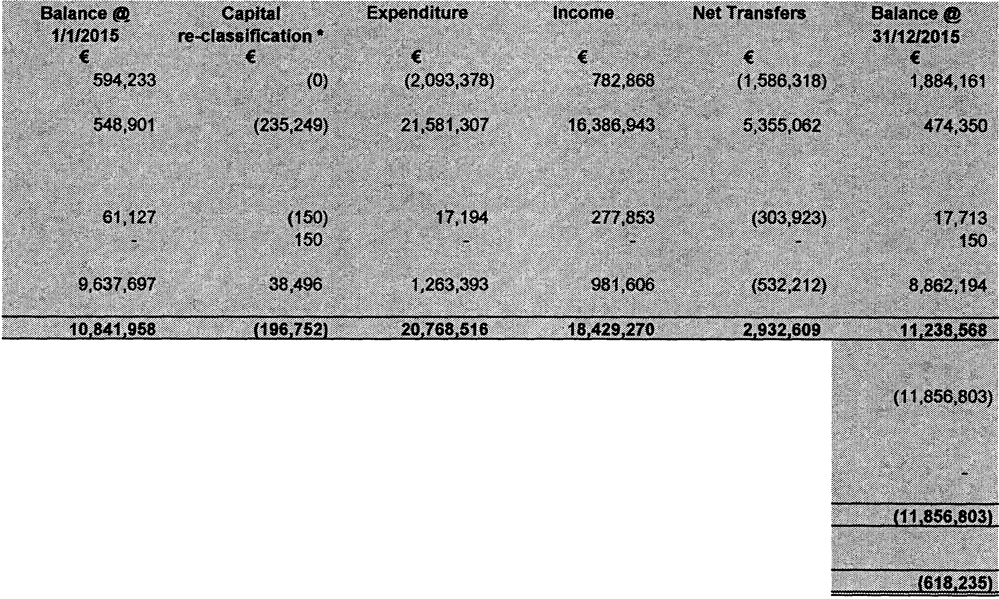 Balance @ Capital Expenditure Income Net Transfers Balance @
1/1/2015 re-classification * 31/12/2015
€ € € € € €
594,233 (0) (2,093,378) 782,868 (1,586,318) 1,884,161
548,901 (235,249) 21,581,307 16,386,943 5,355,062 474,350
61,127 (150) 17,194 277,853 (303,923) 17,713
- 150 - - - 150
9,637,697 38,496 1,263,393 981,606 (532,212) 8,862,194
10,841,958 (196,752) 20,768,516 18,429,270 2,932,609 11,238,568
(11,856,803)
-
(11,856,803)
(618,235)